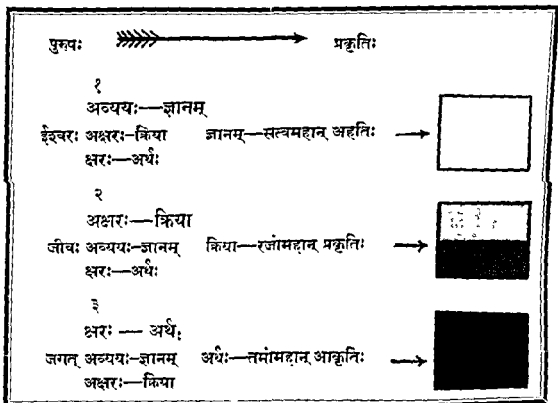 पुरुषः प्रकृतिः
१
अव्ययः—ज्ञानम्
ईश्वरः अक्षरः-क्रिया ज्ञानम्—सत्वमहान् अहतिः
क्षरः—अर्थः
२
अक्षरः—क्रिया
जीवः अव्ययः-ज्ञानम् क्रिया—रजोमहान् प्रकृतिः
क्षरः—अर्थः
३
क्षरः — अर्थः
जगत् अव्ययः-ज्ञानम् अर्थः—तमोमहान् आकृतिः
अक्षरः—क्रिया